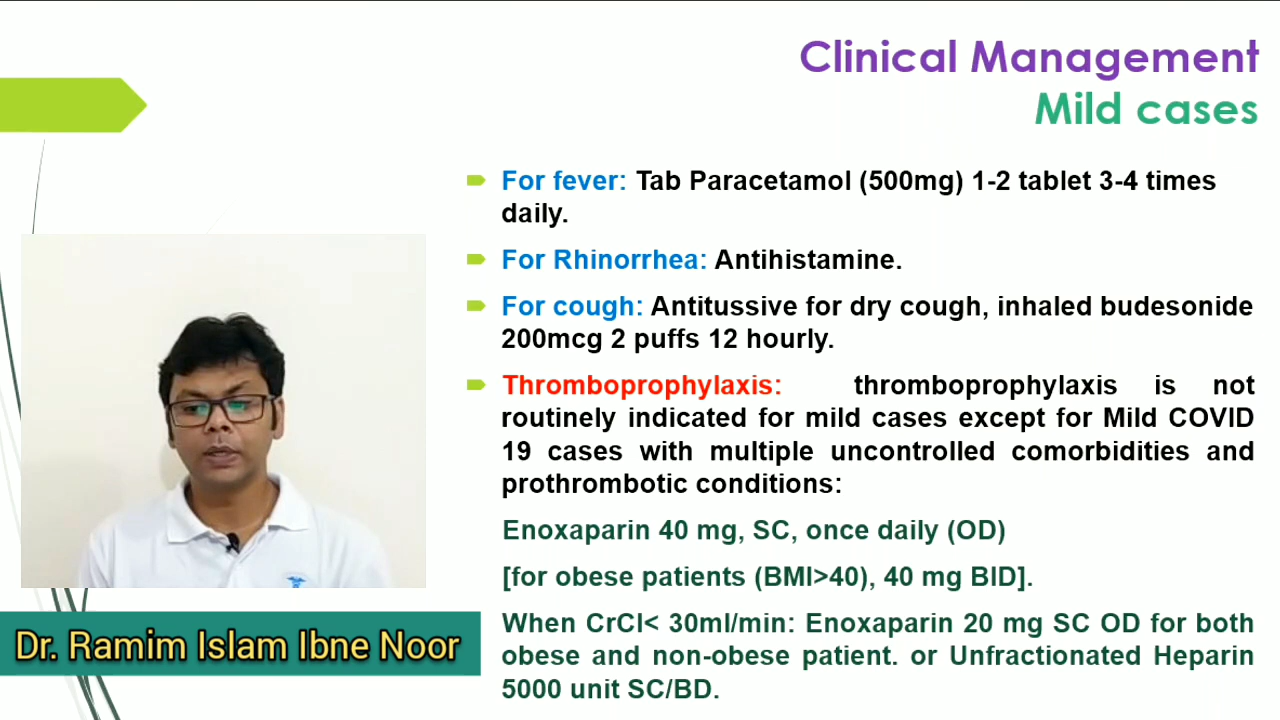 Clinical Management
Mild cases
For fever: Tab Paracetamol (500mg) 1-2 tablet 3-4 times
daily.
For Rhinorrhea: Antihistamine.
For cough: Antitussive for dry cough, inhaled budesonide
200mcg 2 puffs 12 hourly.
Thromboprophylaxis: thromboprophylaxis is not
routinely indicated for mild cases except for Mild COVID
19 cases with multiple uncontrolled comorbidities and
prothrombotic conditions:
Enoxaparin 40 mg, SC, once daily (OD)
[for obese patients (BMI>40), 40 mg BID].
When CrCl< 30ml/min: Enoxaparin 20 mg SC OD for both
obese and non-obese patient. or Unfractionated Heparin
5000 unit SC/BD.
Dr. Ramim Islam Ibne Noor